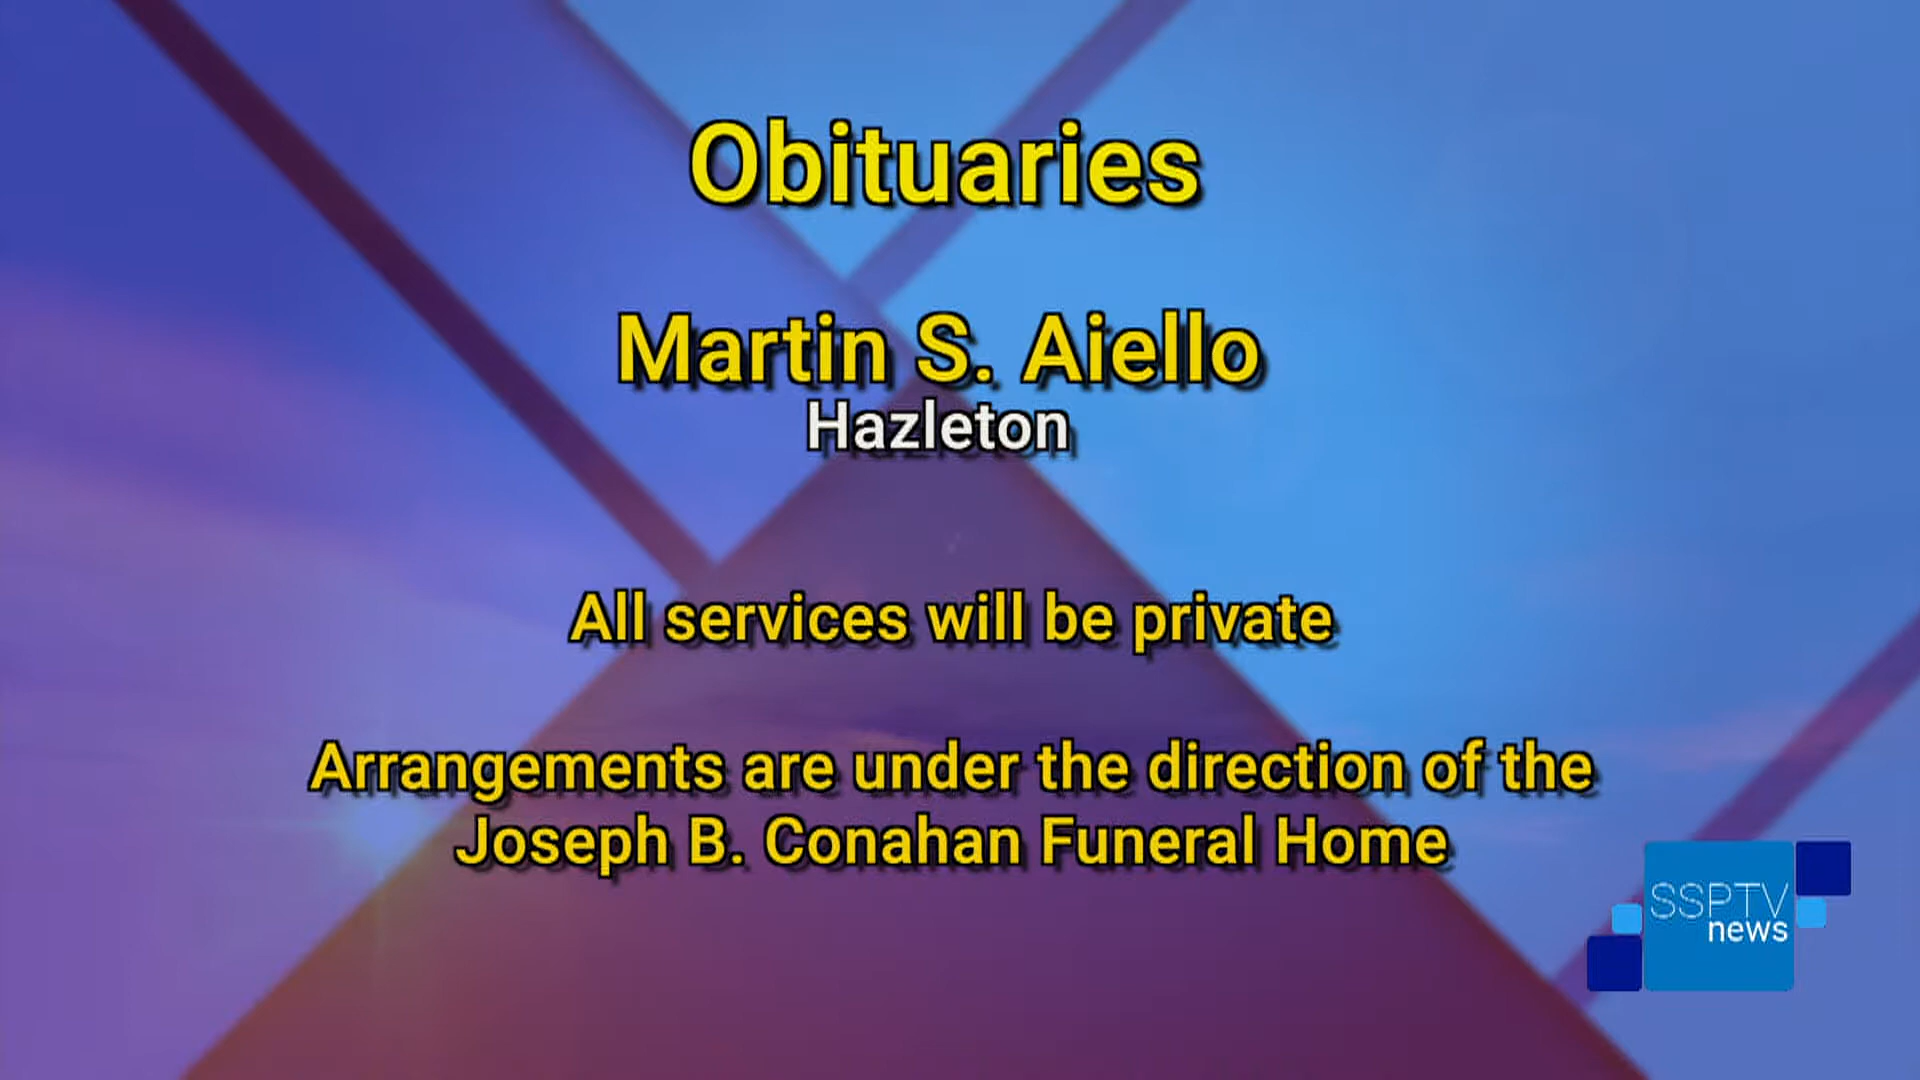 Obituaries
Martin S. Aiello
Hazleton
All services will be private
Arrangements are under the direction of the
Joseph B. Conahan Funeral Home
SSPTV
news